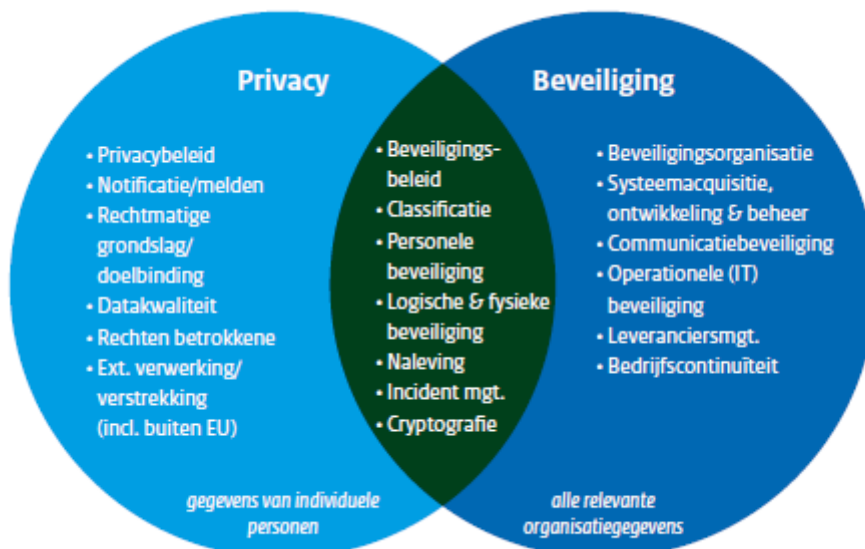 Privacy
• Privacybeleid
• Notificatie/melden
• Rechtmatige
grondslag/
doelbinding
• Datakwaliteit
• Rechten betrokkene
• Ext. verwerking/
verstrekking
(incl. buiten EU)
gegevens van individuele
personen
• Beveiligings-
beleid
• Classificatie
• Personele
beveiliging
• Logische & fysieke
beveiliging
• Naleving
• Incident mgt.
• Cryptografie
Beveiliging
• Beveiligingsorganisatie
• Systeemacquisitie,
ontwikkeling & beheer
• Communicatiebeveiliging
• Operationele (IT)
beveiliging
• Leveranciersmgt.
• Bedrijfscontinuïteit
alle relevante
organisatiegegevens